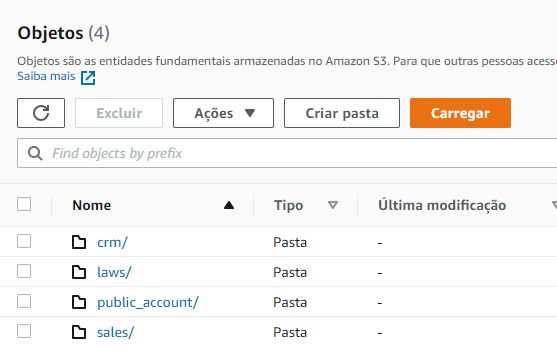 Objetos (4)
Objetos são as entidades fundamentais armazenadas no Amazon S3. Para que outras pessoas
Saiba mais
Excluir Ações Criar pasta Carregar
Find objects by prefix
Nome Tipo Última modificação
crm/ Pasta -
laws/ Pasta -
public_account/ Pasta -
sales/ Pasta -